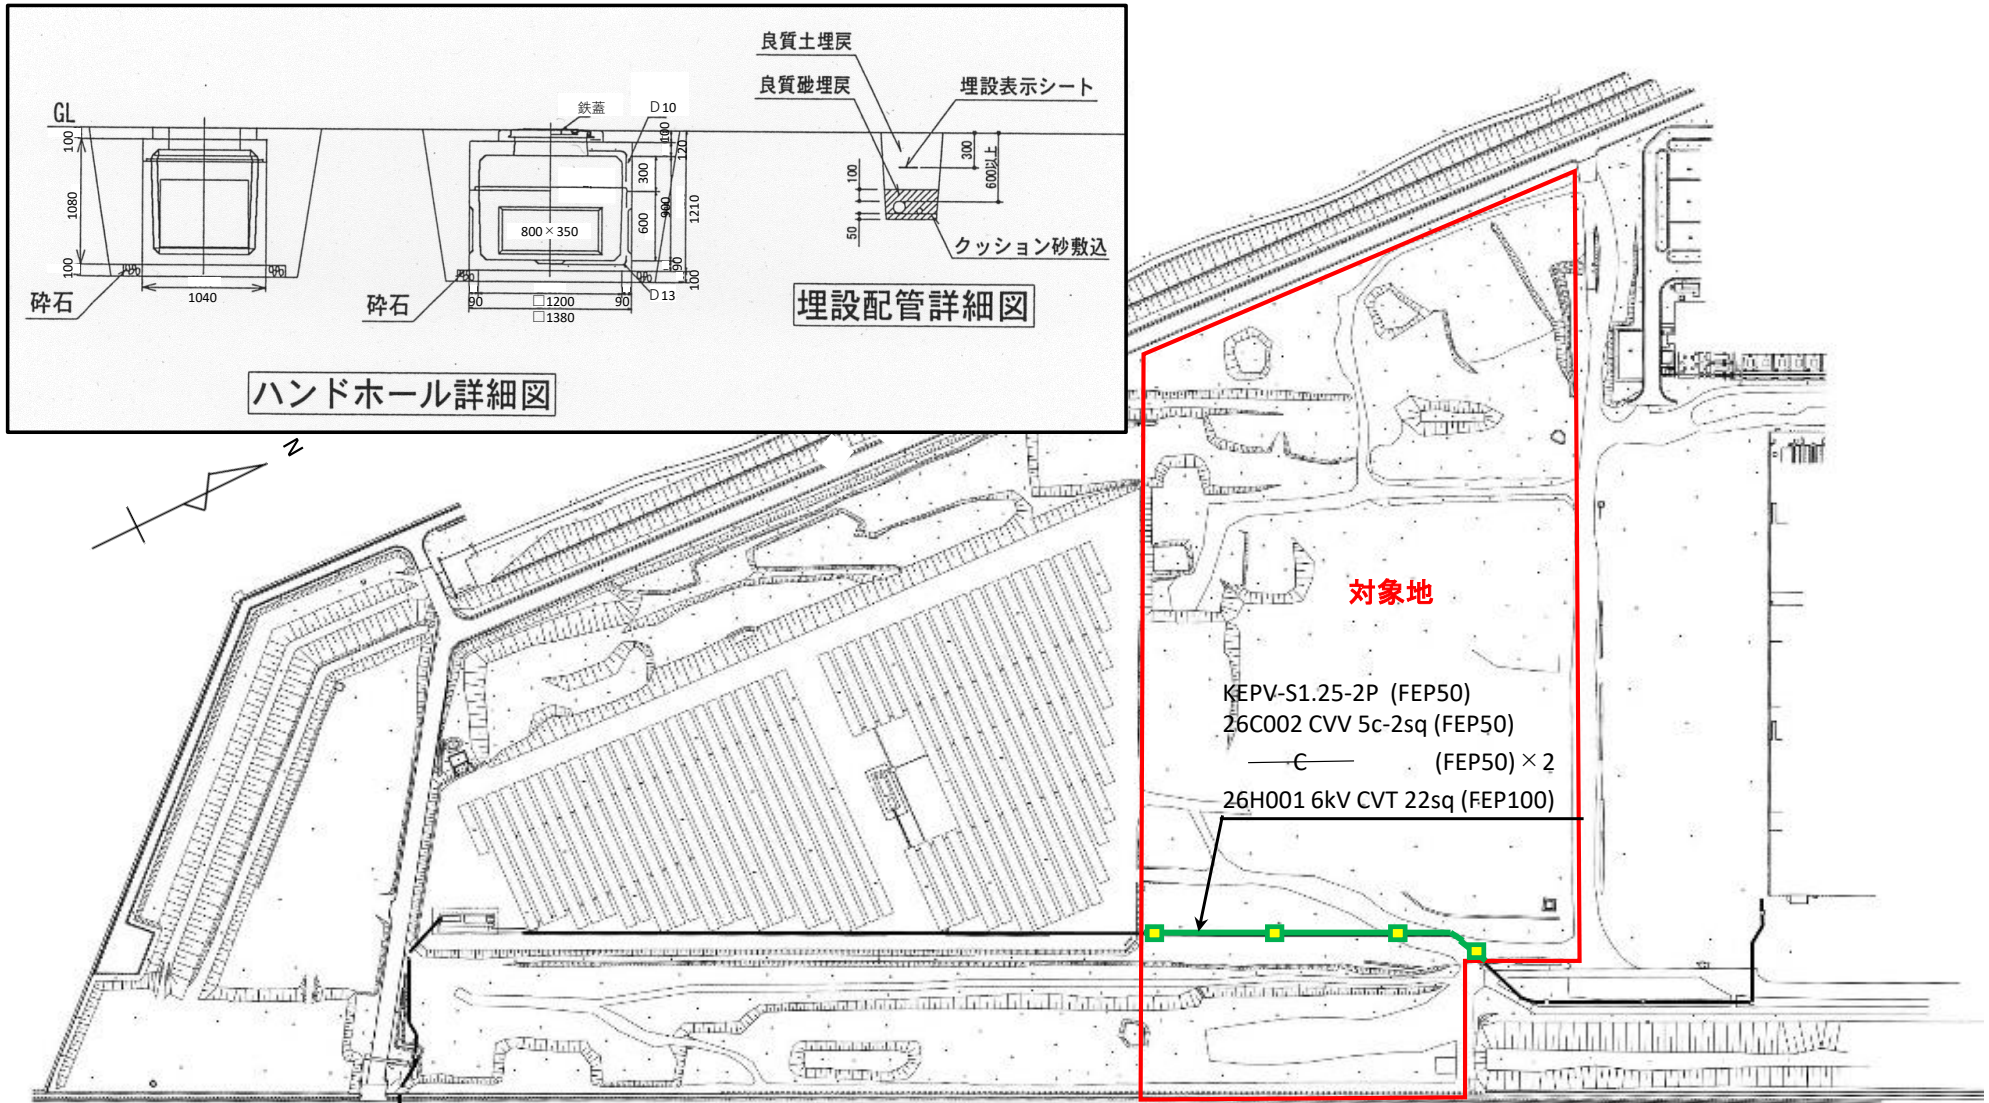 GL
100
1080
100
砕石
1040
鉄蓋
D10
100
120
300
900
600
1210
800×350
90
100
砕石
90
□1200
90
D13
□1380
ハンドホール詳細図
良質土埋戻
良質砂埋戻
埋設表示シート
300
600以上
100
50
クッション砂敷込
埋設配管詳細図
N
対象地
KEPV-S1.25-2P (FEP50)
26C002 CVV 5c-2sq (FEP50)
C (FEP50)×2
26H001 6kV CVT 22sq (FEP100)